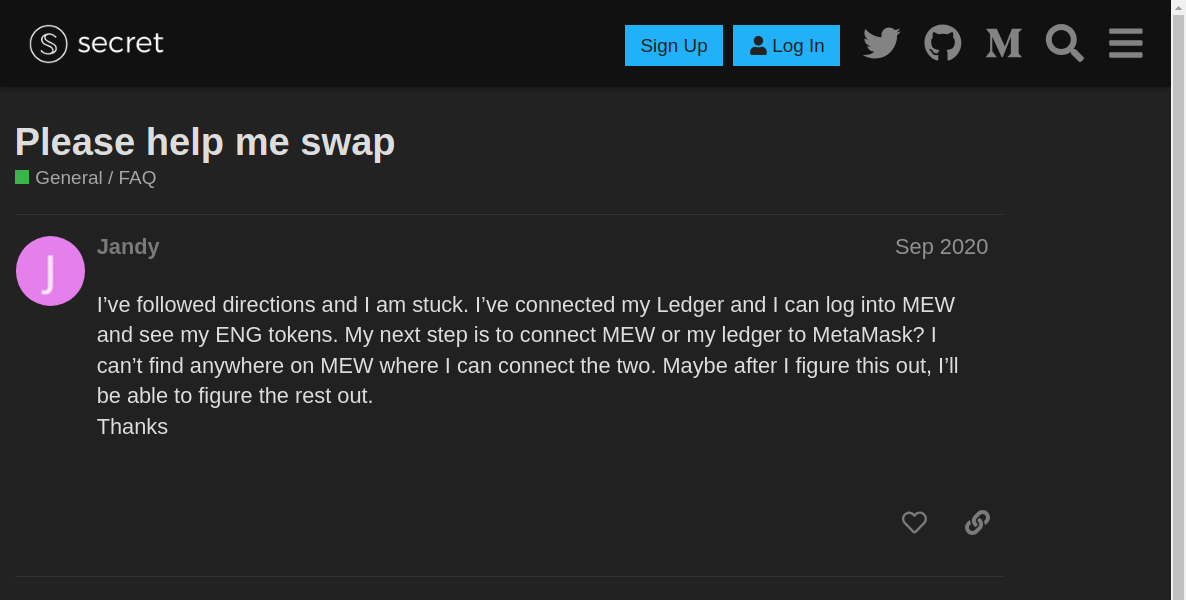 secret
Sign Up
Log In
Please help me swap
General / FAQ
J
Jandy
Sep 2020
I’ve followed directions and I am stuck. I’ve connected my Ledger and I can log into MEW
and see my ENG tokens. My next step is to connect MEW or my ledger to MetaMask? I
can’t find anywhere on MEW where I can connect the two. Maybe after I figure this out, I’ll
be able to figure the rest out.
Thanks